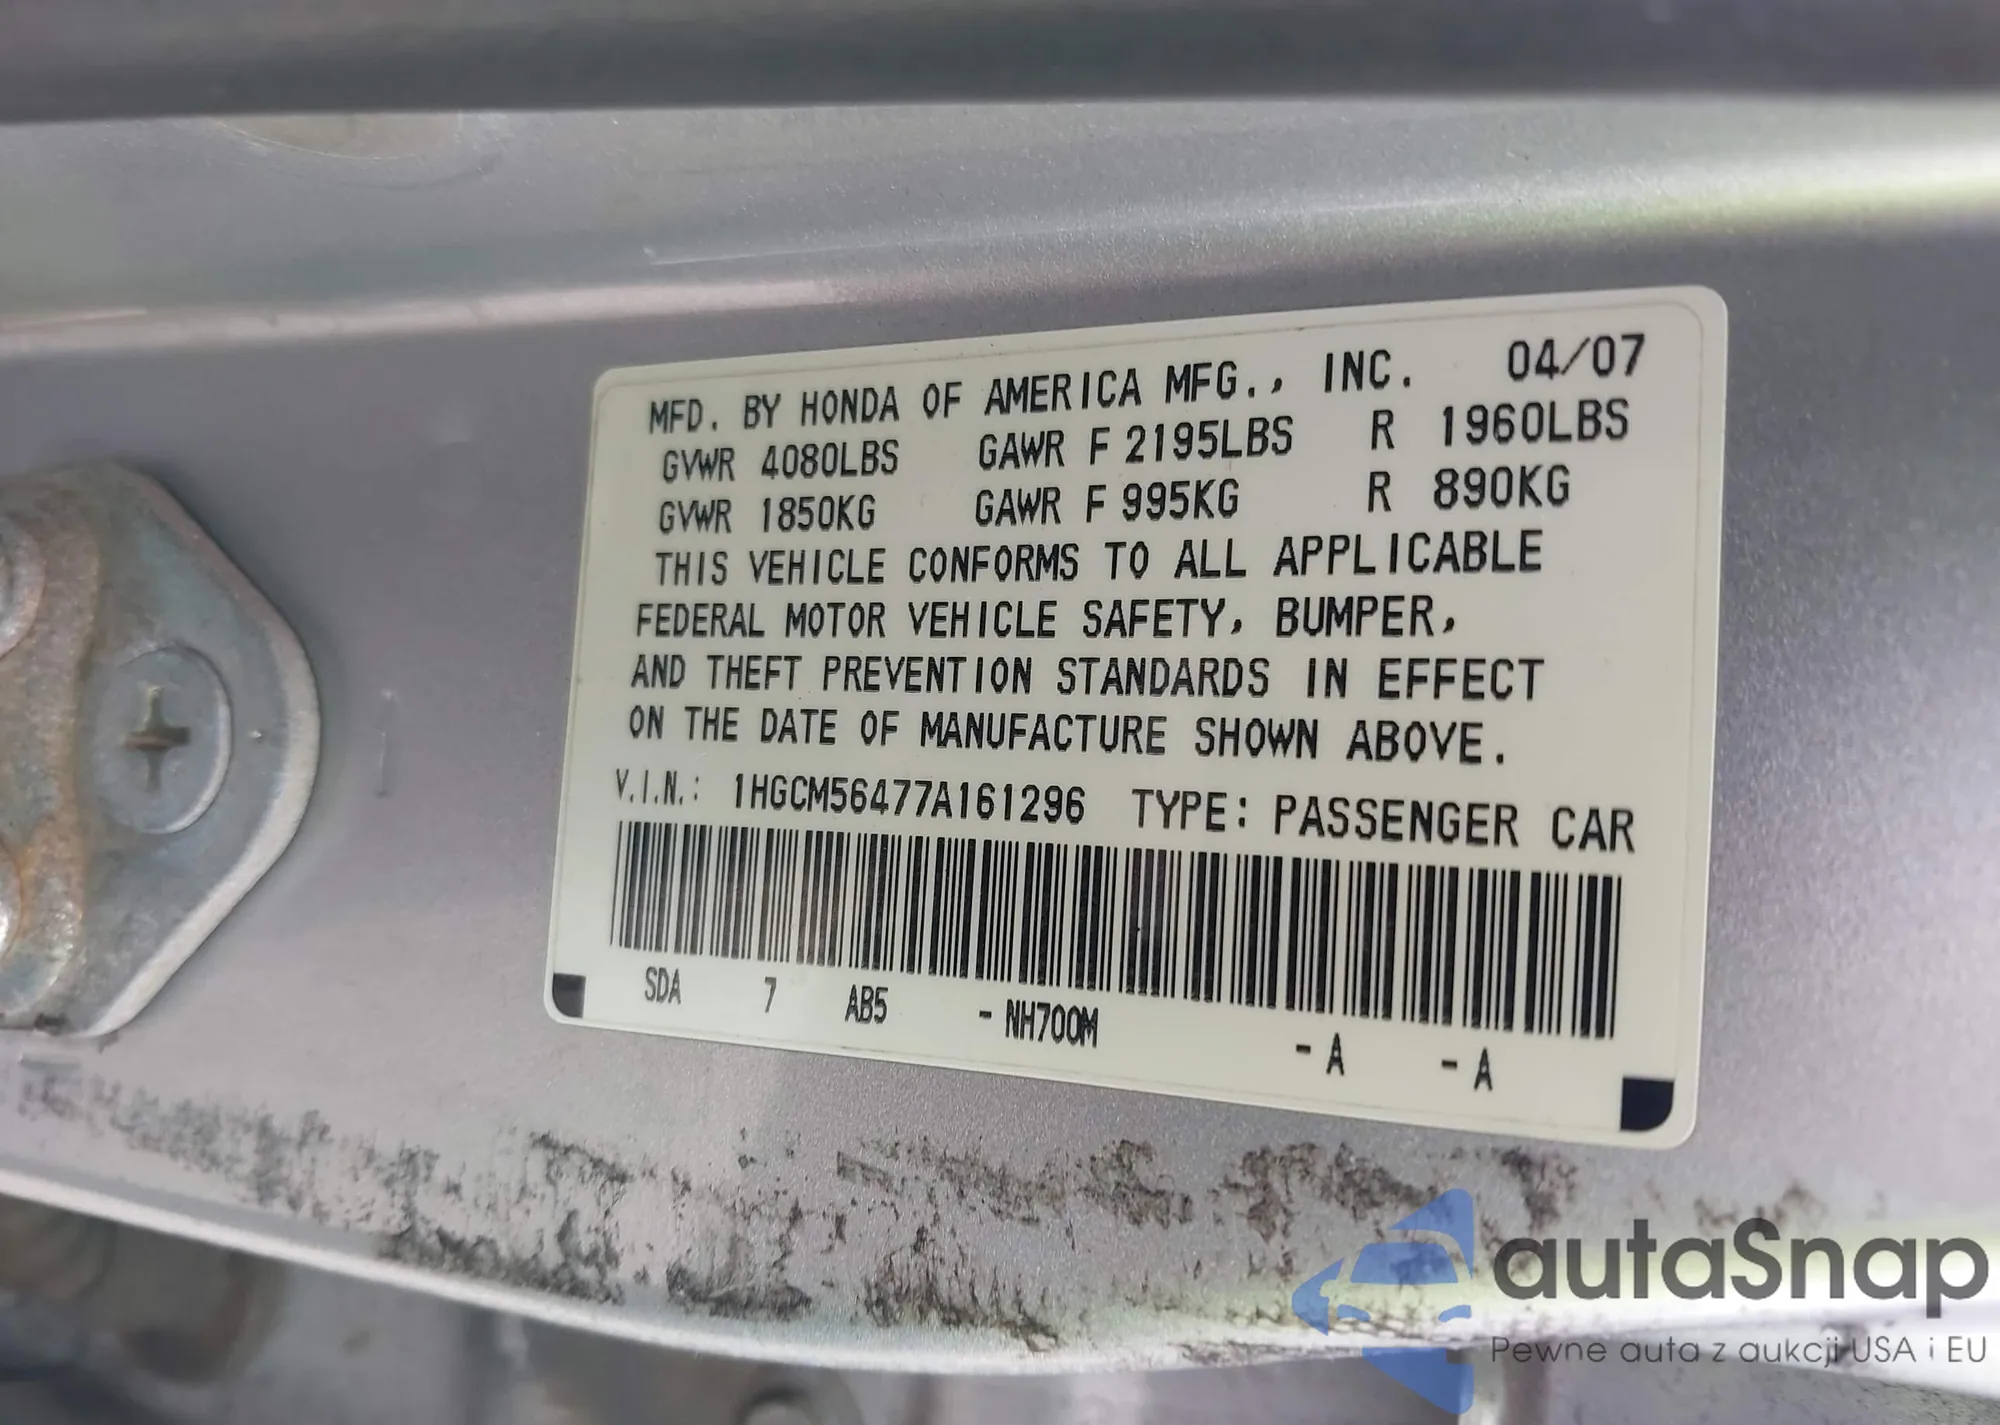 MFD. BY HONDA OF AMERICA MFG., INC. 04/07
GVWR 4080LBS GAWR F 2195LBS R 1960LBS
GVWR 1850KG GAWR F 995KG R 890KG
THIS VEHICLE CONFORMS TO ALL APPLICABLE
FEDERAL MOTOR VEHICLE SAFETY, BUMPER,
AND THEFT PREVENTION STANDARDS IN EFFECT
ON THE DATE OF MANUFACTURE SHOWN ABOVE.
V.I.N.: 1HGCM56477A161296 TYPE: PASSENGER CAR
SDA 7 AB5 - NH700M - A - A
autaSnap
Pewne auta z aukcji USA i EU